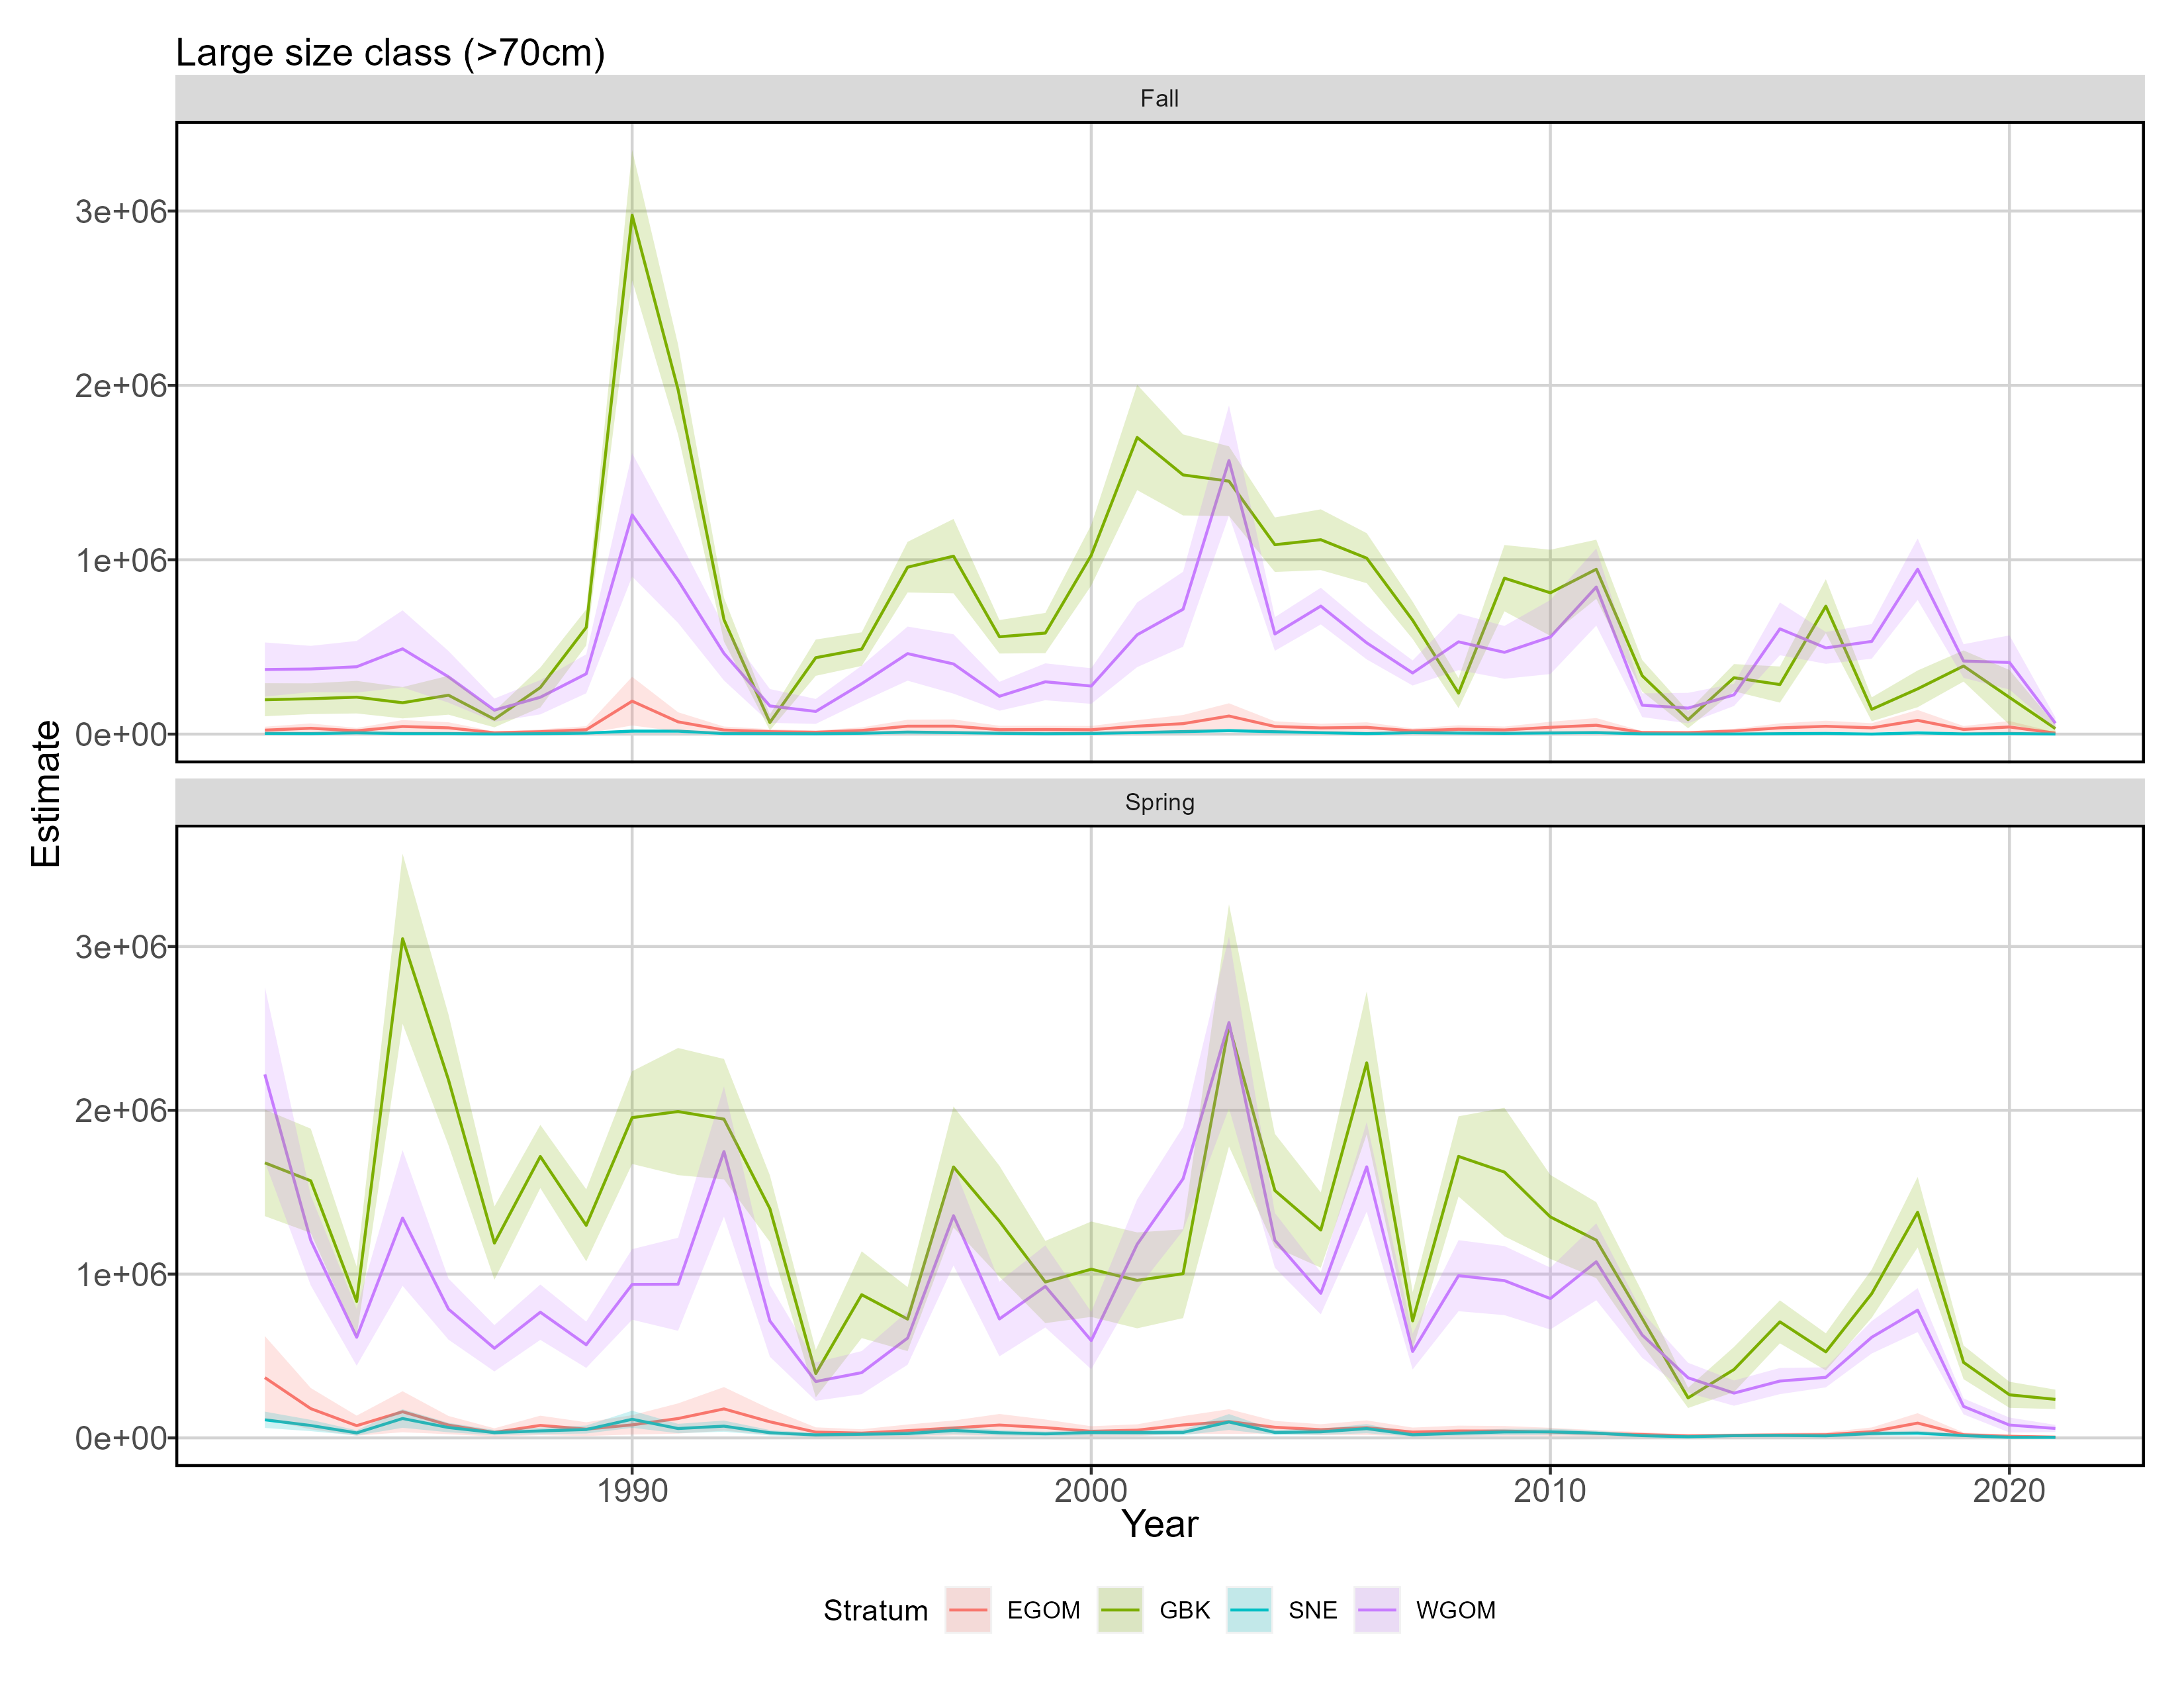 Large size class (>70cm)
Fall
3e+06
2e+06
1e+06
0e+00
Estimate
Spring
3e+06
2e+06
1e+06
0e+00
1990 2000 2010 2020
Year
Stratum EGOM GBK SNE WGOM